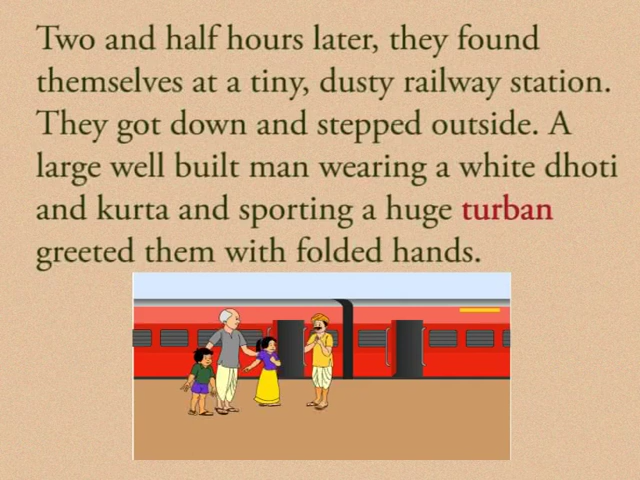 Two and half hours later, they found
themselves at a tiny, dusty railway station.
They got down and stepped outside. A
large well built man wearing a white dhoti
and kurta and sporting a huge turban
greeted them with folded hands.